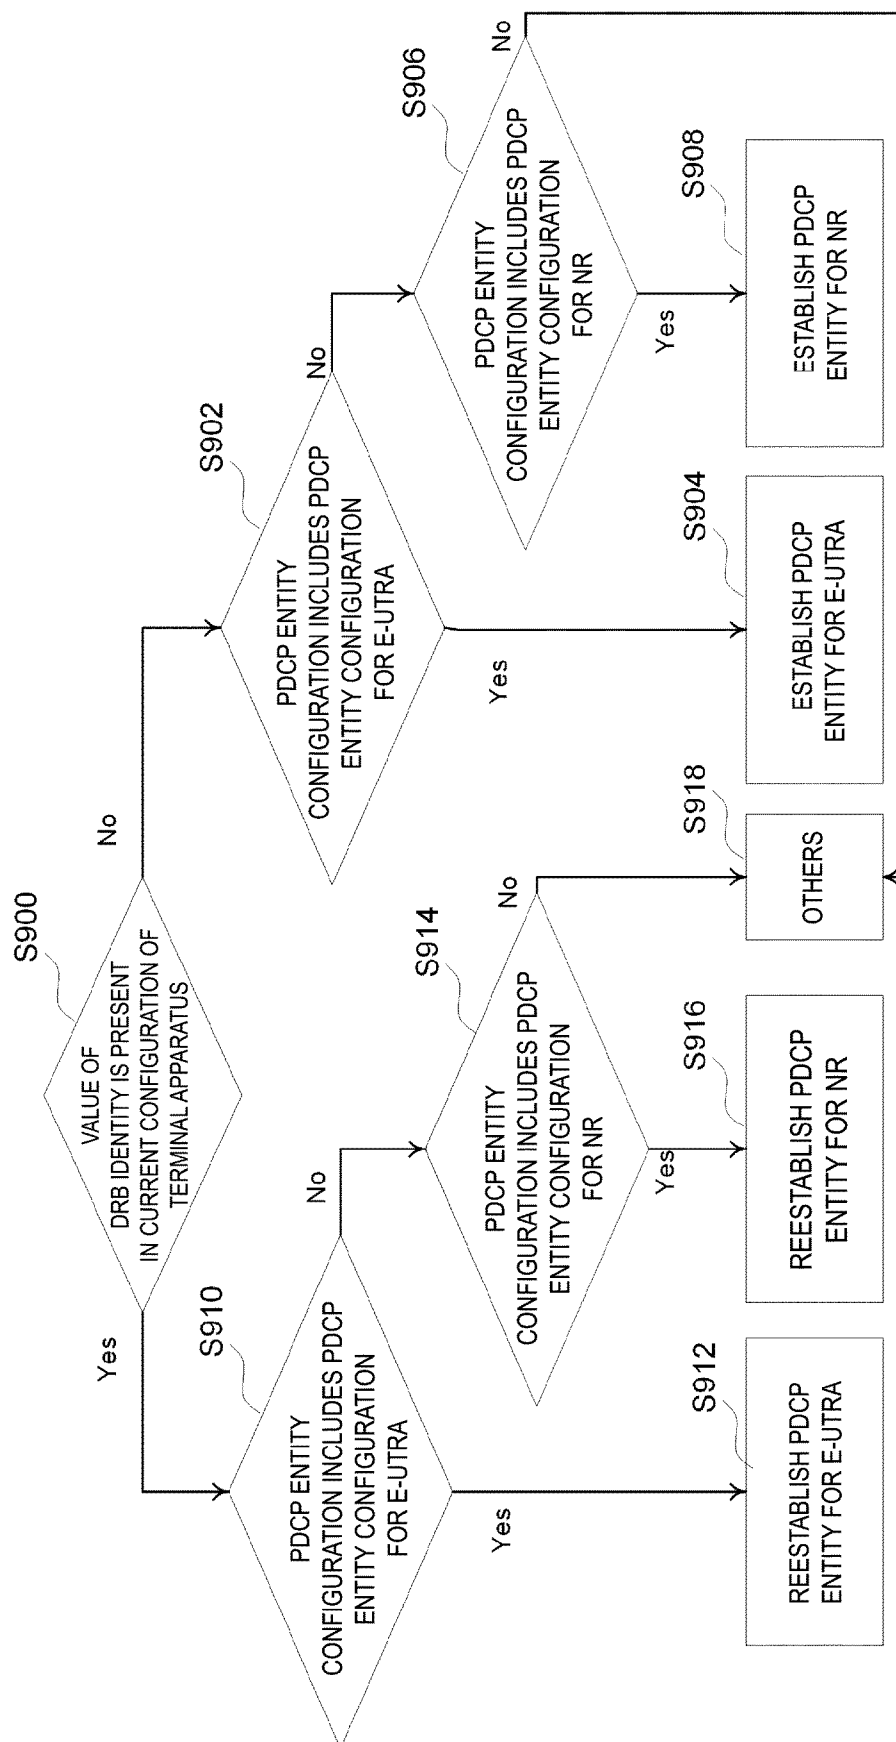 S900
VALUE OF
DRB IDENTITY IS PRESENT
IN CURRENT CONFIGURATION OF
TERMINAL APPARATUS
Yes
No
S910
PDCP ENTITY
CONFIGURATION INCLUDES PDCP
ENTITY CONFIGURATION
FOR E-UTRA
No
Yes
S902
PDCP ENTITY
CONFIGURATION INCLUDES PDCP
ENTITY CONFIGURATION
FOR E-UTRA
No
Yes
S914
PDCP ENTITY
CONFIGURATION INCLUDES PDCP
ENTITY CONFIGURATION
FOR NR
No
Yes
S906
PDCP ENTITY
CONFIGURATION INCLUDES PDCP
ENTITY CONFIGURATION
FOR NR
No
Yes
S912
REESTABLISH PDCP
ENTITY FOR E-UTRA
S916
REESTABLISH PDCP
ENTITY FOR NR
S918
OTHERS
S904
ESTABLISH PDCP
ENTITY FOR E-UTRA
S908
ESTABLISH PDCP
ENTITY FOR NR